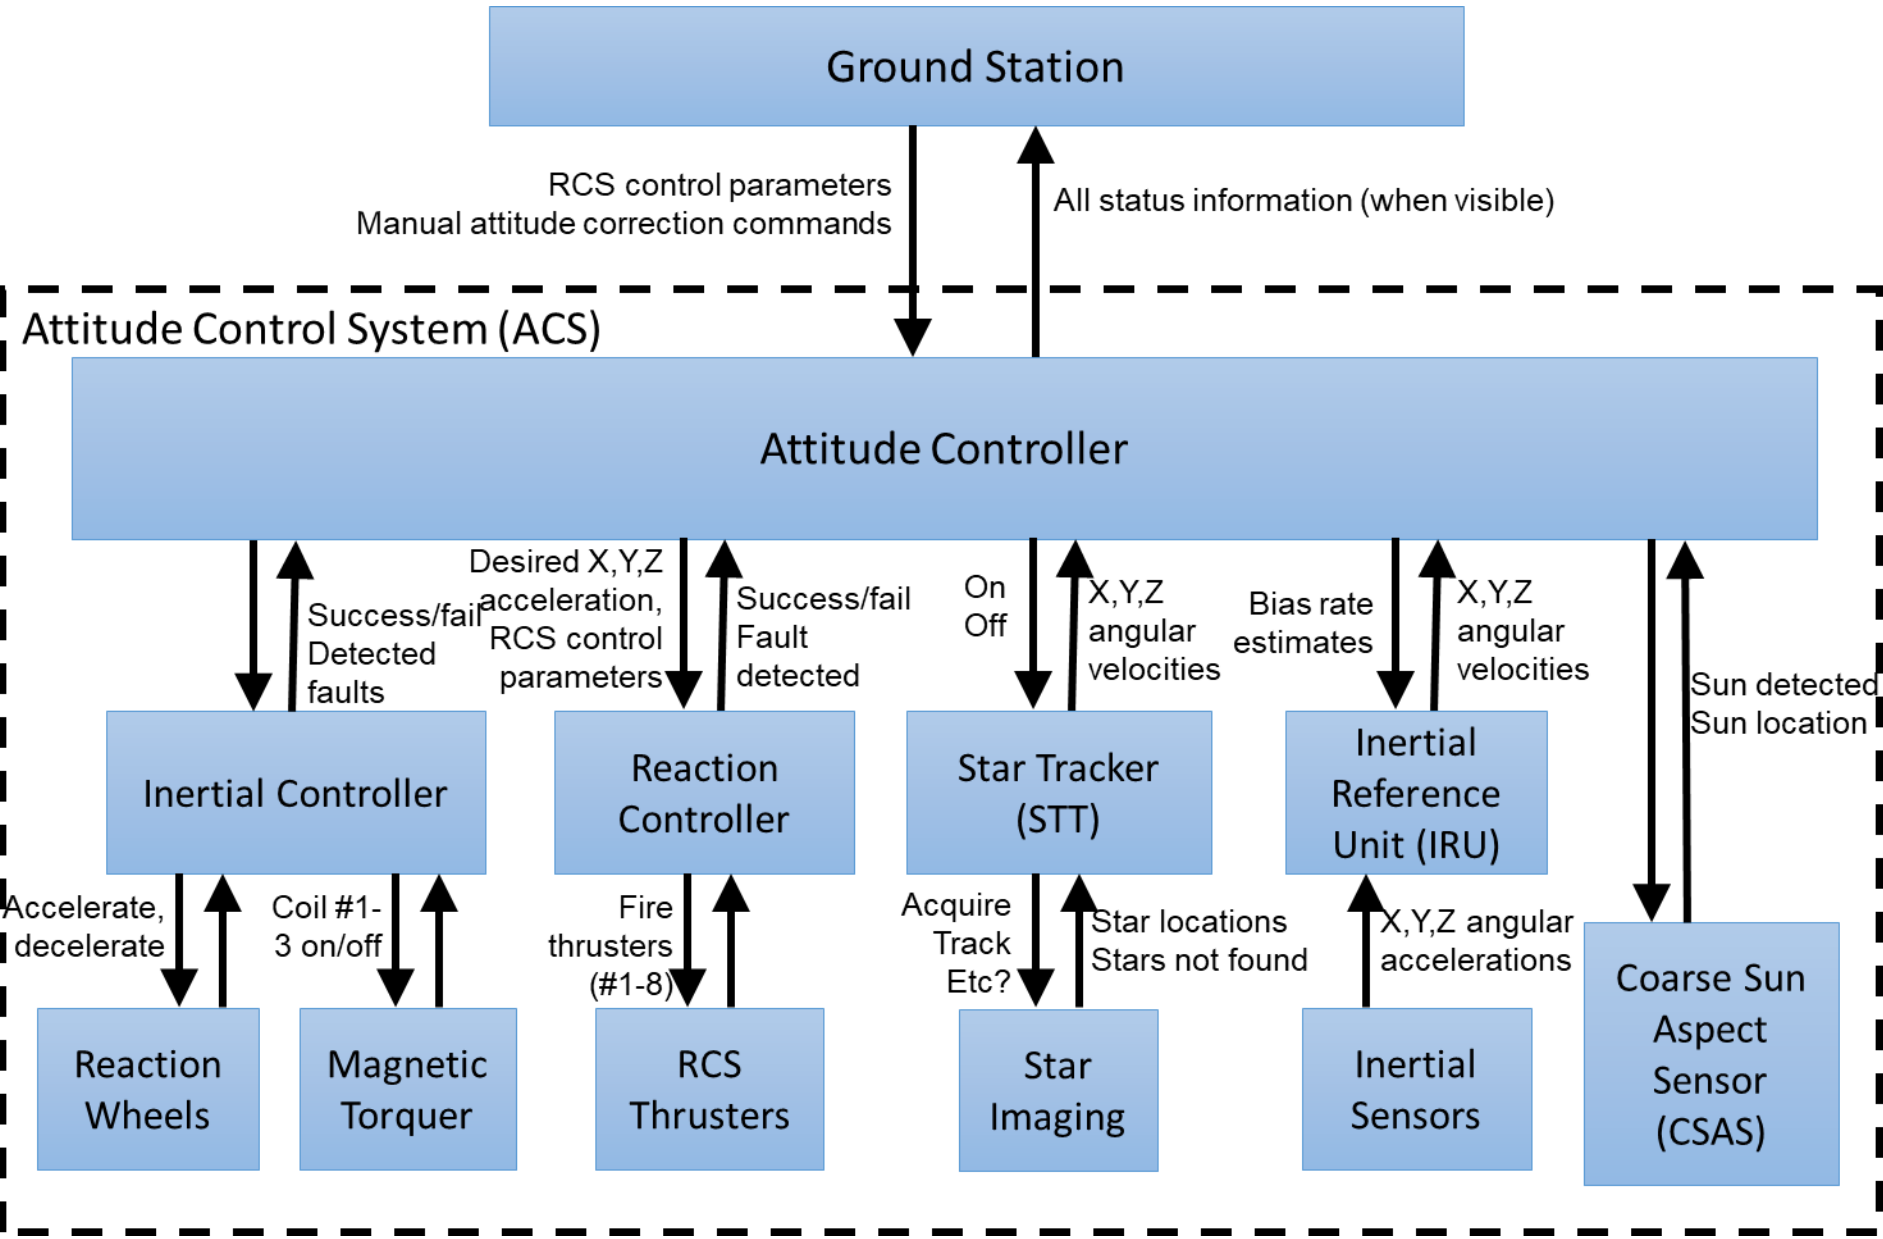 Ground Station
RCS control parameters
Manual attitude correction commands
All status information (when visible)
Attitude Control System (ACS)
Attitude Controller
Success/fail
Detected
faults
Desired X,Y,Z
acceleration,
RCS control
parameters
Success/fail
Fault
detected
On
Off
X,Y,Z
angular
velocities
Bias rate
estimates
X,Y,Z
angular
velocities
Sun detected
Sun location
Inertial Controller
Reaction
Controller
Star Tracker
(STT)
Inertial
Reference
Unit (IRU)
Accelerate,
decelerate
Coil #1-
3 on/off
Fire
thrusters
(#1-8)
Acquire
Track
Etc?
Star locations
Stars not found
X,Y,Z angular
accelerations
Reaction
Wheels
Magnetic
Torquer
RCS
Thrusters
Star
Imaging
Inertial
Sensors
Coarse Sun
Aspect
Sensor
(CSAS)